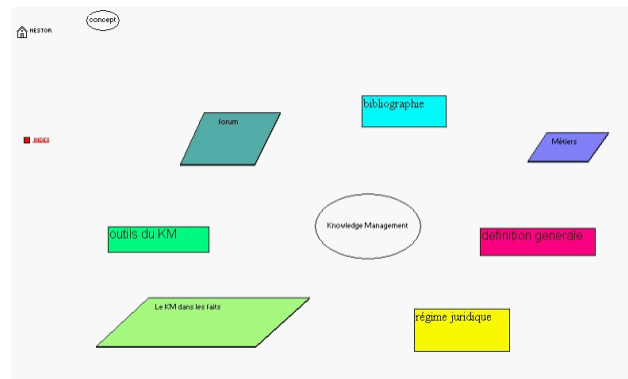 concept
NESTOR
bibliographie
forum
INDEX
Métiers
Knowledge Management
outils du KM
définition générale
Le KM dans les faits
régime juridique